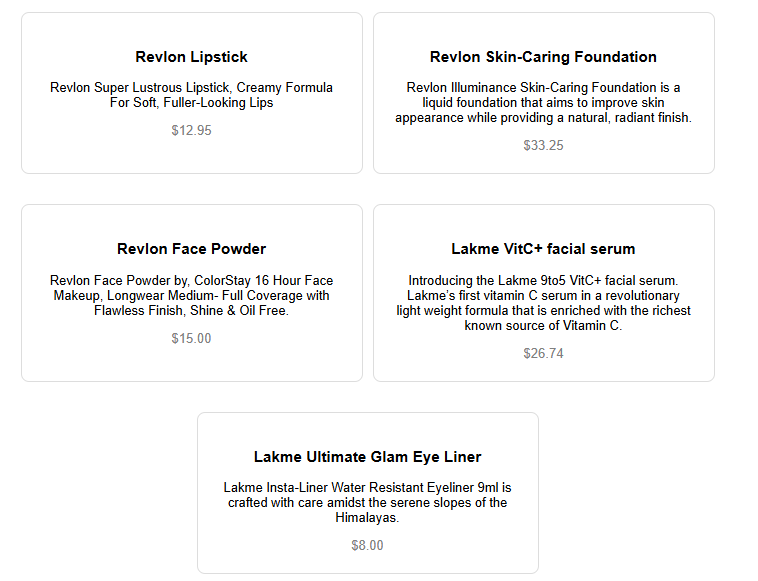 Revlon Lipstick
Revlon Super Lustrous Lipstick, Creamy Formula
For Soft, Fuller-Looking Lips
$12.95
Revlon Skin-Caring Foundation
Revlon Illuminance Skin-Caring Foundation is a
liquid foundation that aims to improve skin
appearance while providing a natural, radiant finish.
$33.25
Revlon Face Powder
Revlon Face Powder by, ColorStay 16 Hour Face
Makeup, Longwear Medium- Full Coverage with
Flawless Finish, Shine & Oil Free.
$15.00
Lakme VitC+ facial serum
Introducing the Lakme 9to5 VitC+ facial serum.
Lakme's first vitamin C serum in a revolutionary
light weight formula that is enriched with the richest
known source of Vitamin C.
$26.74
Lakme Ultimate Glam Eye Liner
Lakme Insta-Liner Water Resistant Eyeliner 9ml is
crafted with care amidst the serene slopes of the
Himalayas.
$8.00